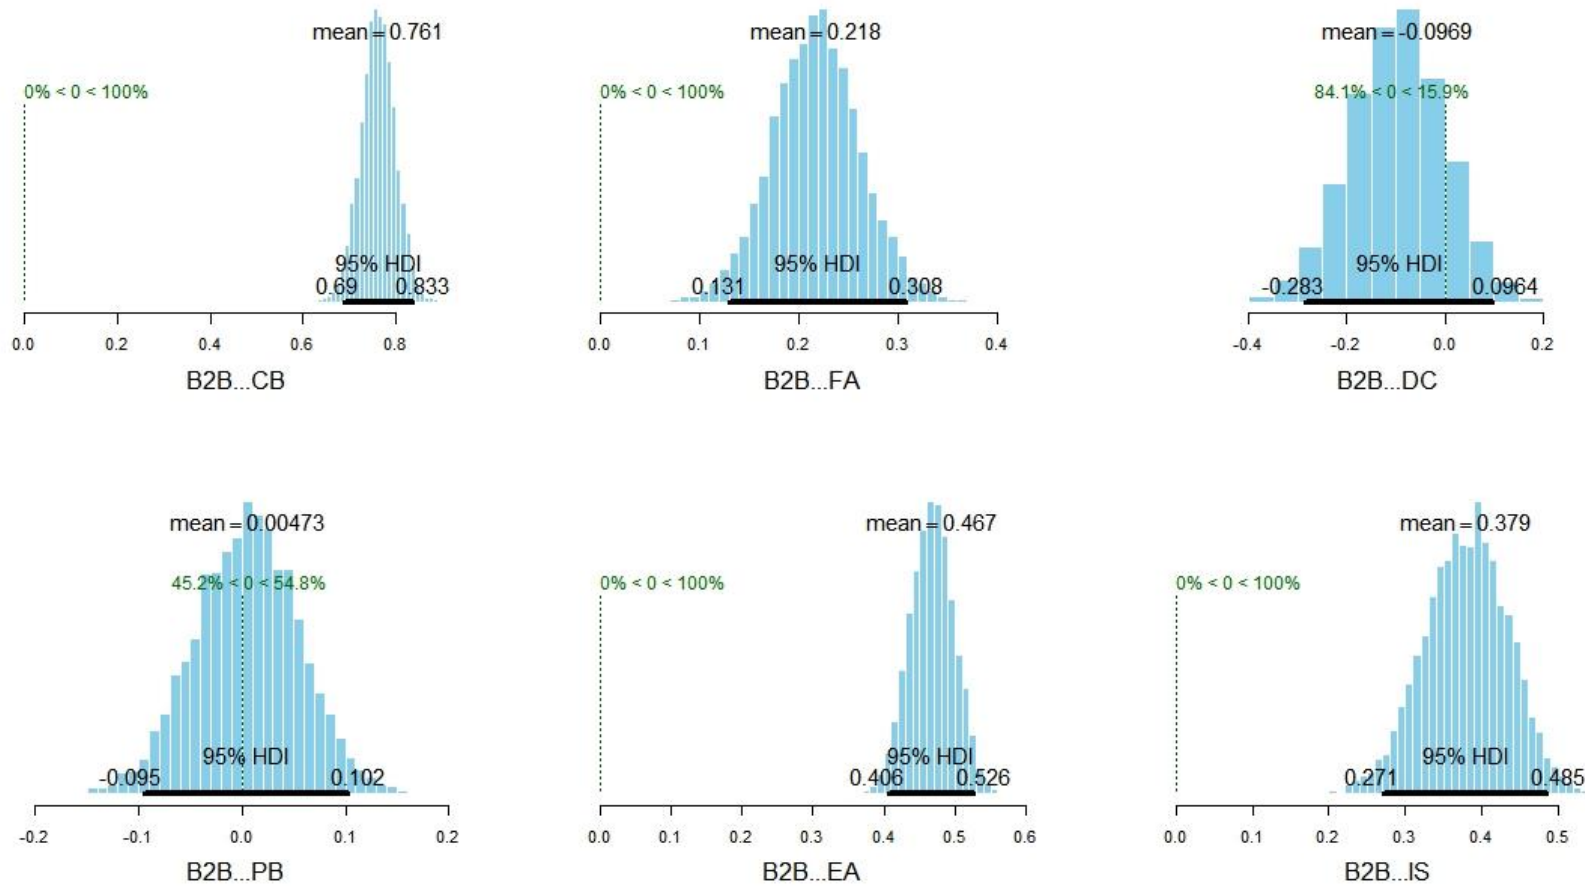 mean = 0.761
0% < 0 < 100%
95% HDI
0.69 0.833
0.0 0.2 0.4 0.6 0.8
B2B...CB
mean = 0.218
0% < 0 < 100%
95% HDI
0.131 0.308
0.0 0.1 0.2 0.3 0.4
B2B...FA
mean = -0.0969
84.1% < 0 < 15.9%
95% HDI
-0.283 0.0964
-0.4 -0.2 0.0 0.2
B2B...DC
mean = 0.00473
45.2% < 0 < 54.8%
95% HDI
-0.095 0.102
-0.2 -0.1 0.0 0.1 0.2
B2B...PB
mean = 0.467
0% < 0 < 100%
95% HDI
0.406 0.526
0.0 0.1 0.2 0.3 0.4 0.5 0.6
B2B...EA
mean = 0.379
0% < 0 < 100%
95% HDI
0.271 0.485
0.0 0.1 0.2 0.3 0.4 0.5
B2B...IS